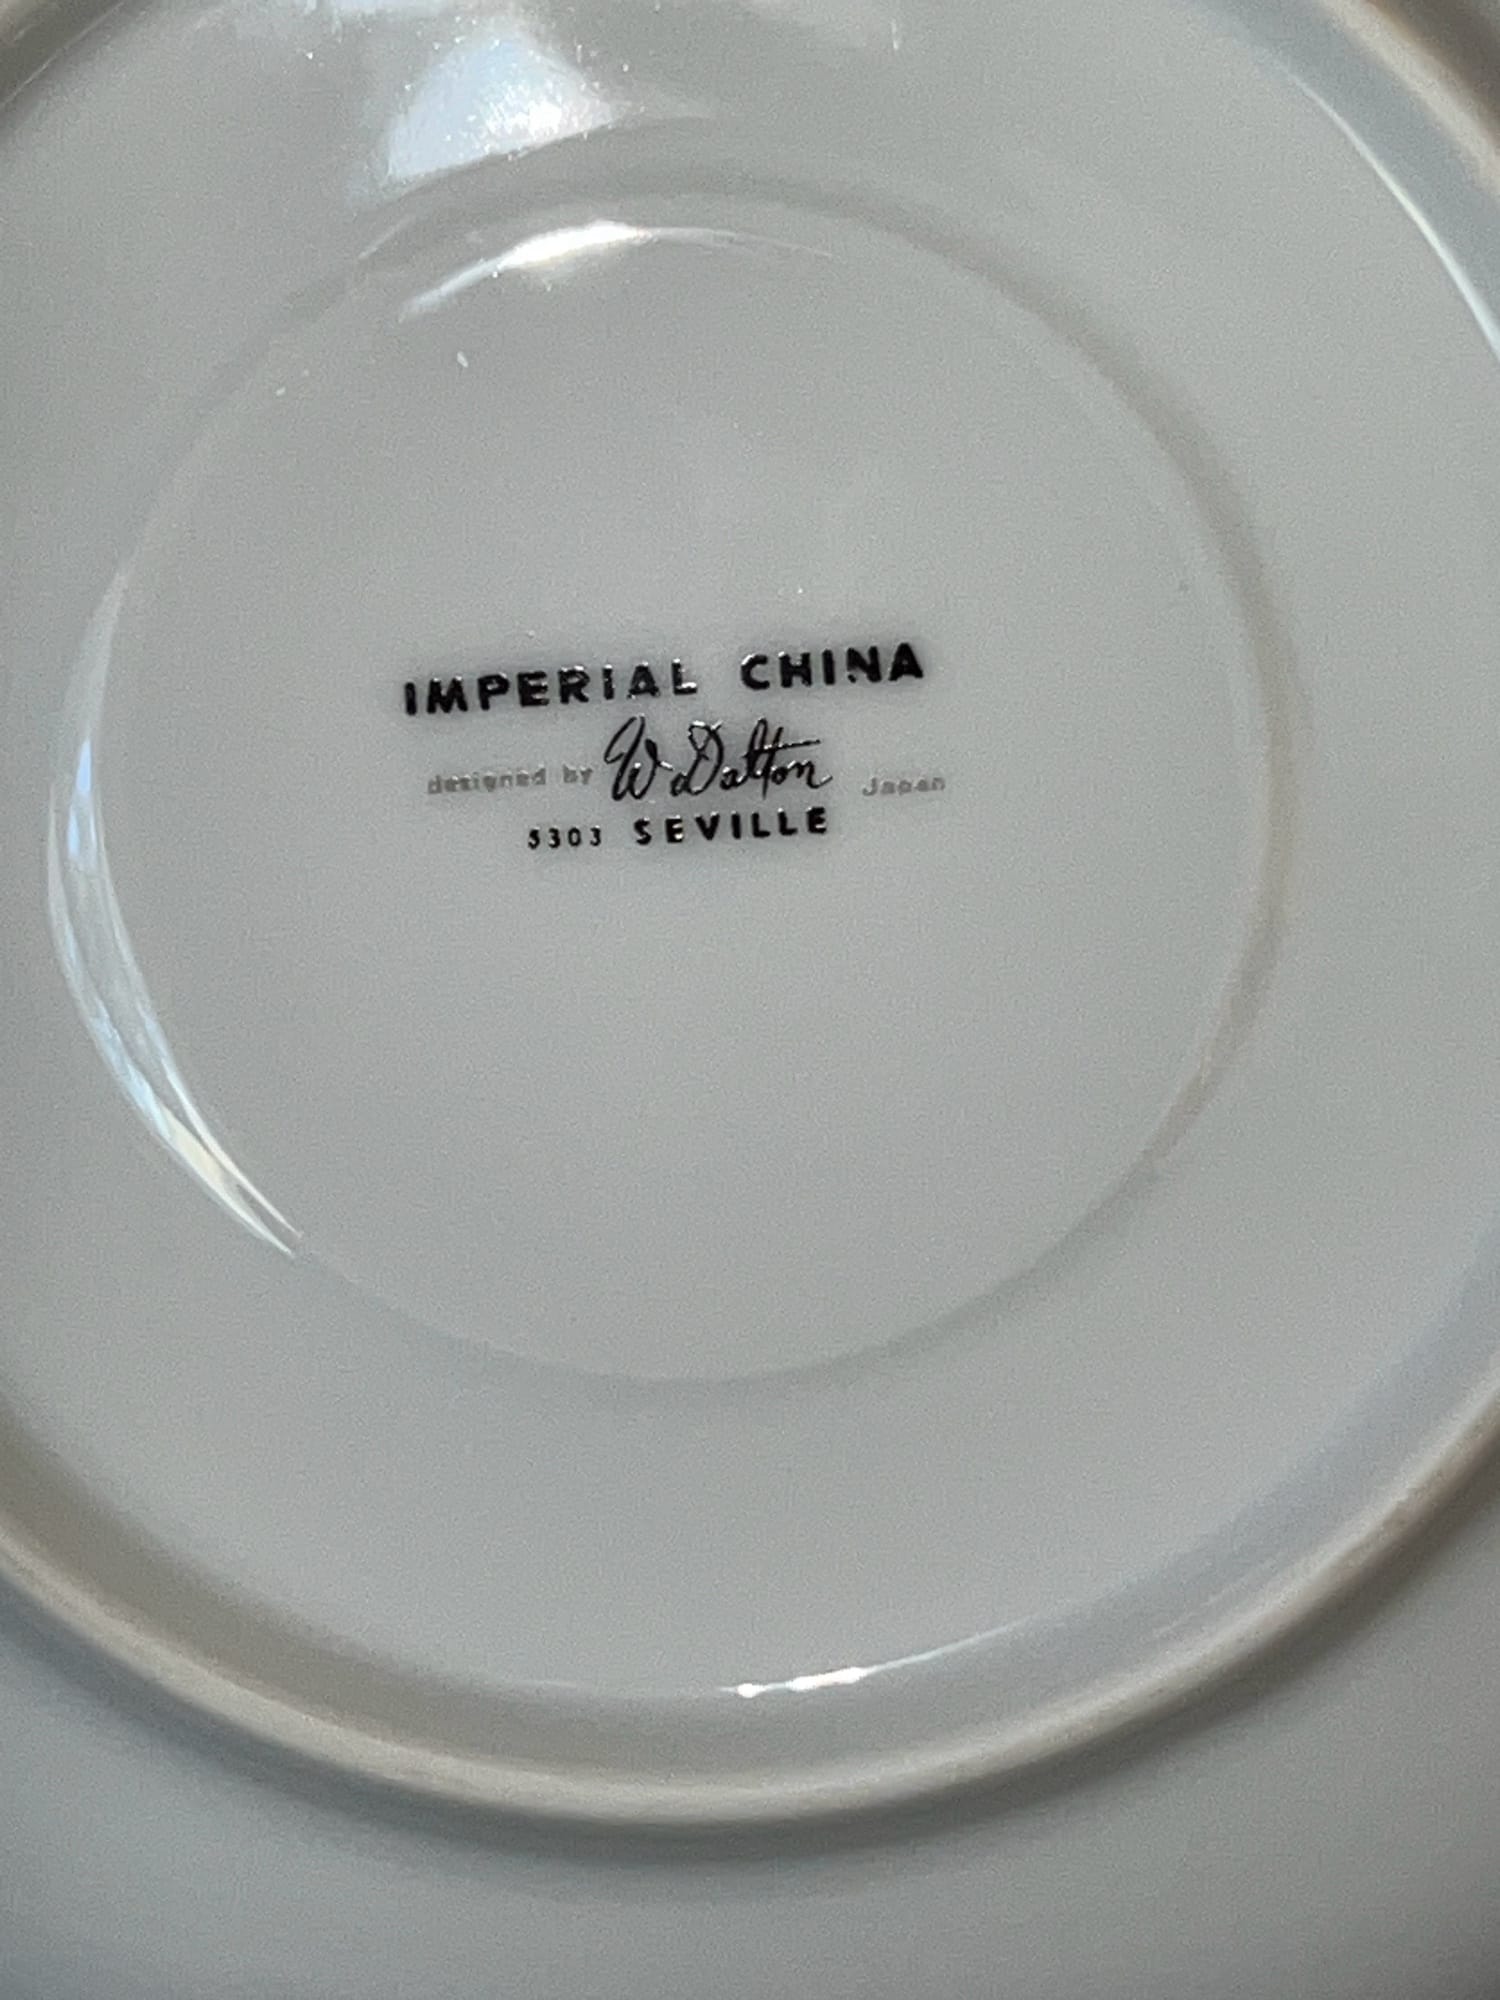 IMPERIAL CHINA
designed by W. Dalton Japan
5303 SEVILLE